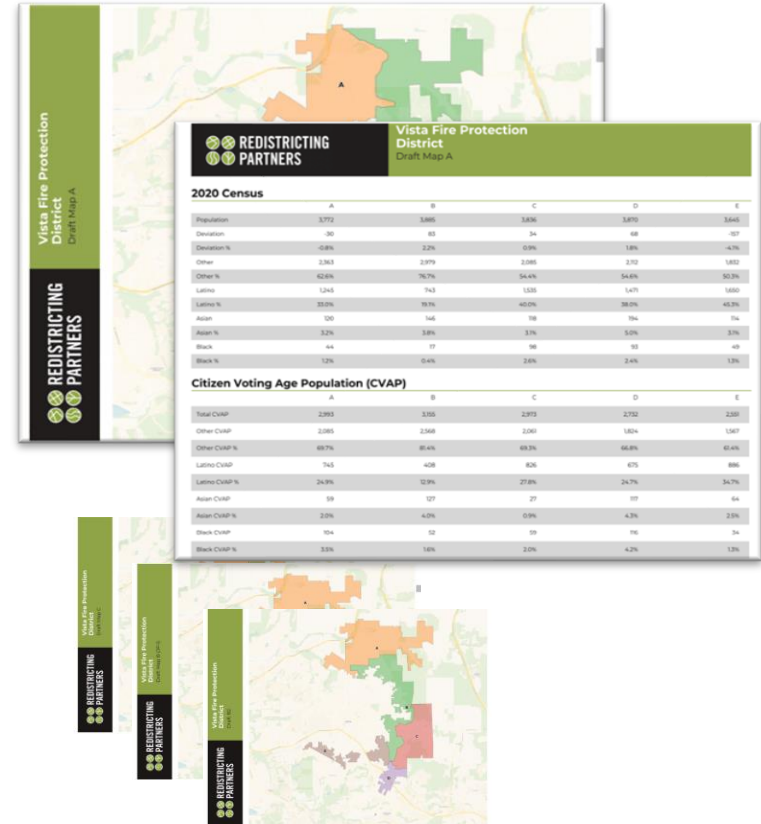 Vista Fire Protection
District
Draft Map A
REDISTRICTING
PARTNERS
A
REDISTRICTING
PARTNERS
Vista Fire Protection
District
Draft Map A
2020 Census
A B C D E
Population 3,772 3,885 3,836 3,870 3,645
Deviation -30 83 34 68 -157
Deviation % -0.8% 2.2% 0.9% 1.8% -4.1%
Other 2,363 2,979 2,085 2,112 1,832
Other % 62.6% 76.7% 54.4% 54.6% 50.3%
Latino 1,245 743 1,535 1,471 1,650
Latino % 33.0% 19.1% 40.0% 38.0% 45.3%
Asian 120 146 118 194 114
Asian % 3.2% 3.8% 3.1% 5.0% 3.1%
Black 44 17 98 93 49
Black % 1.2% 0.4% 2.6% 2.4% 1.3%
Citizen Voting Age Population (CVAP)
A B C D E
Total CVAP 2,993 3,155 2,973 2,732 2,551
Other CVAP 2,085 2,568 2,061 1,824 1,567
Other CVAP % 69.7% 81.4% 69.3% 66.8% 61.4%
Latino CVAP 745 408 826 675 886
Latino CVAP % 24.9% 12.9% 27.8% 24.7% 34.7%
Asian CVAP 59 127 27 117 64
Asian CVAP % 2.0% 4.0% 0.9% 4.3% 2.5%
Black CVAP 104 52 59 116 34
Black CVAP % 3.5% 1.6% 2.0% 4.2% 1.3%
Vista Fire Protection
District
Draft Map C
REDISTRICTING
PARTNERS
Vista Fire Protection
District
Draft Map B
REDISTRICTING
PARTNERS
Vista Fire Protection
District
REDISTRICTING
PARTNERS
A
B
C
D